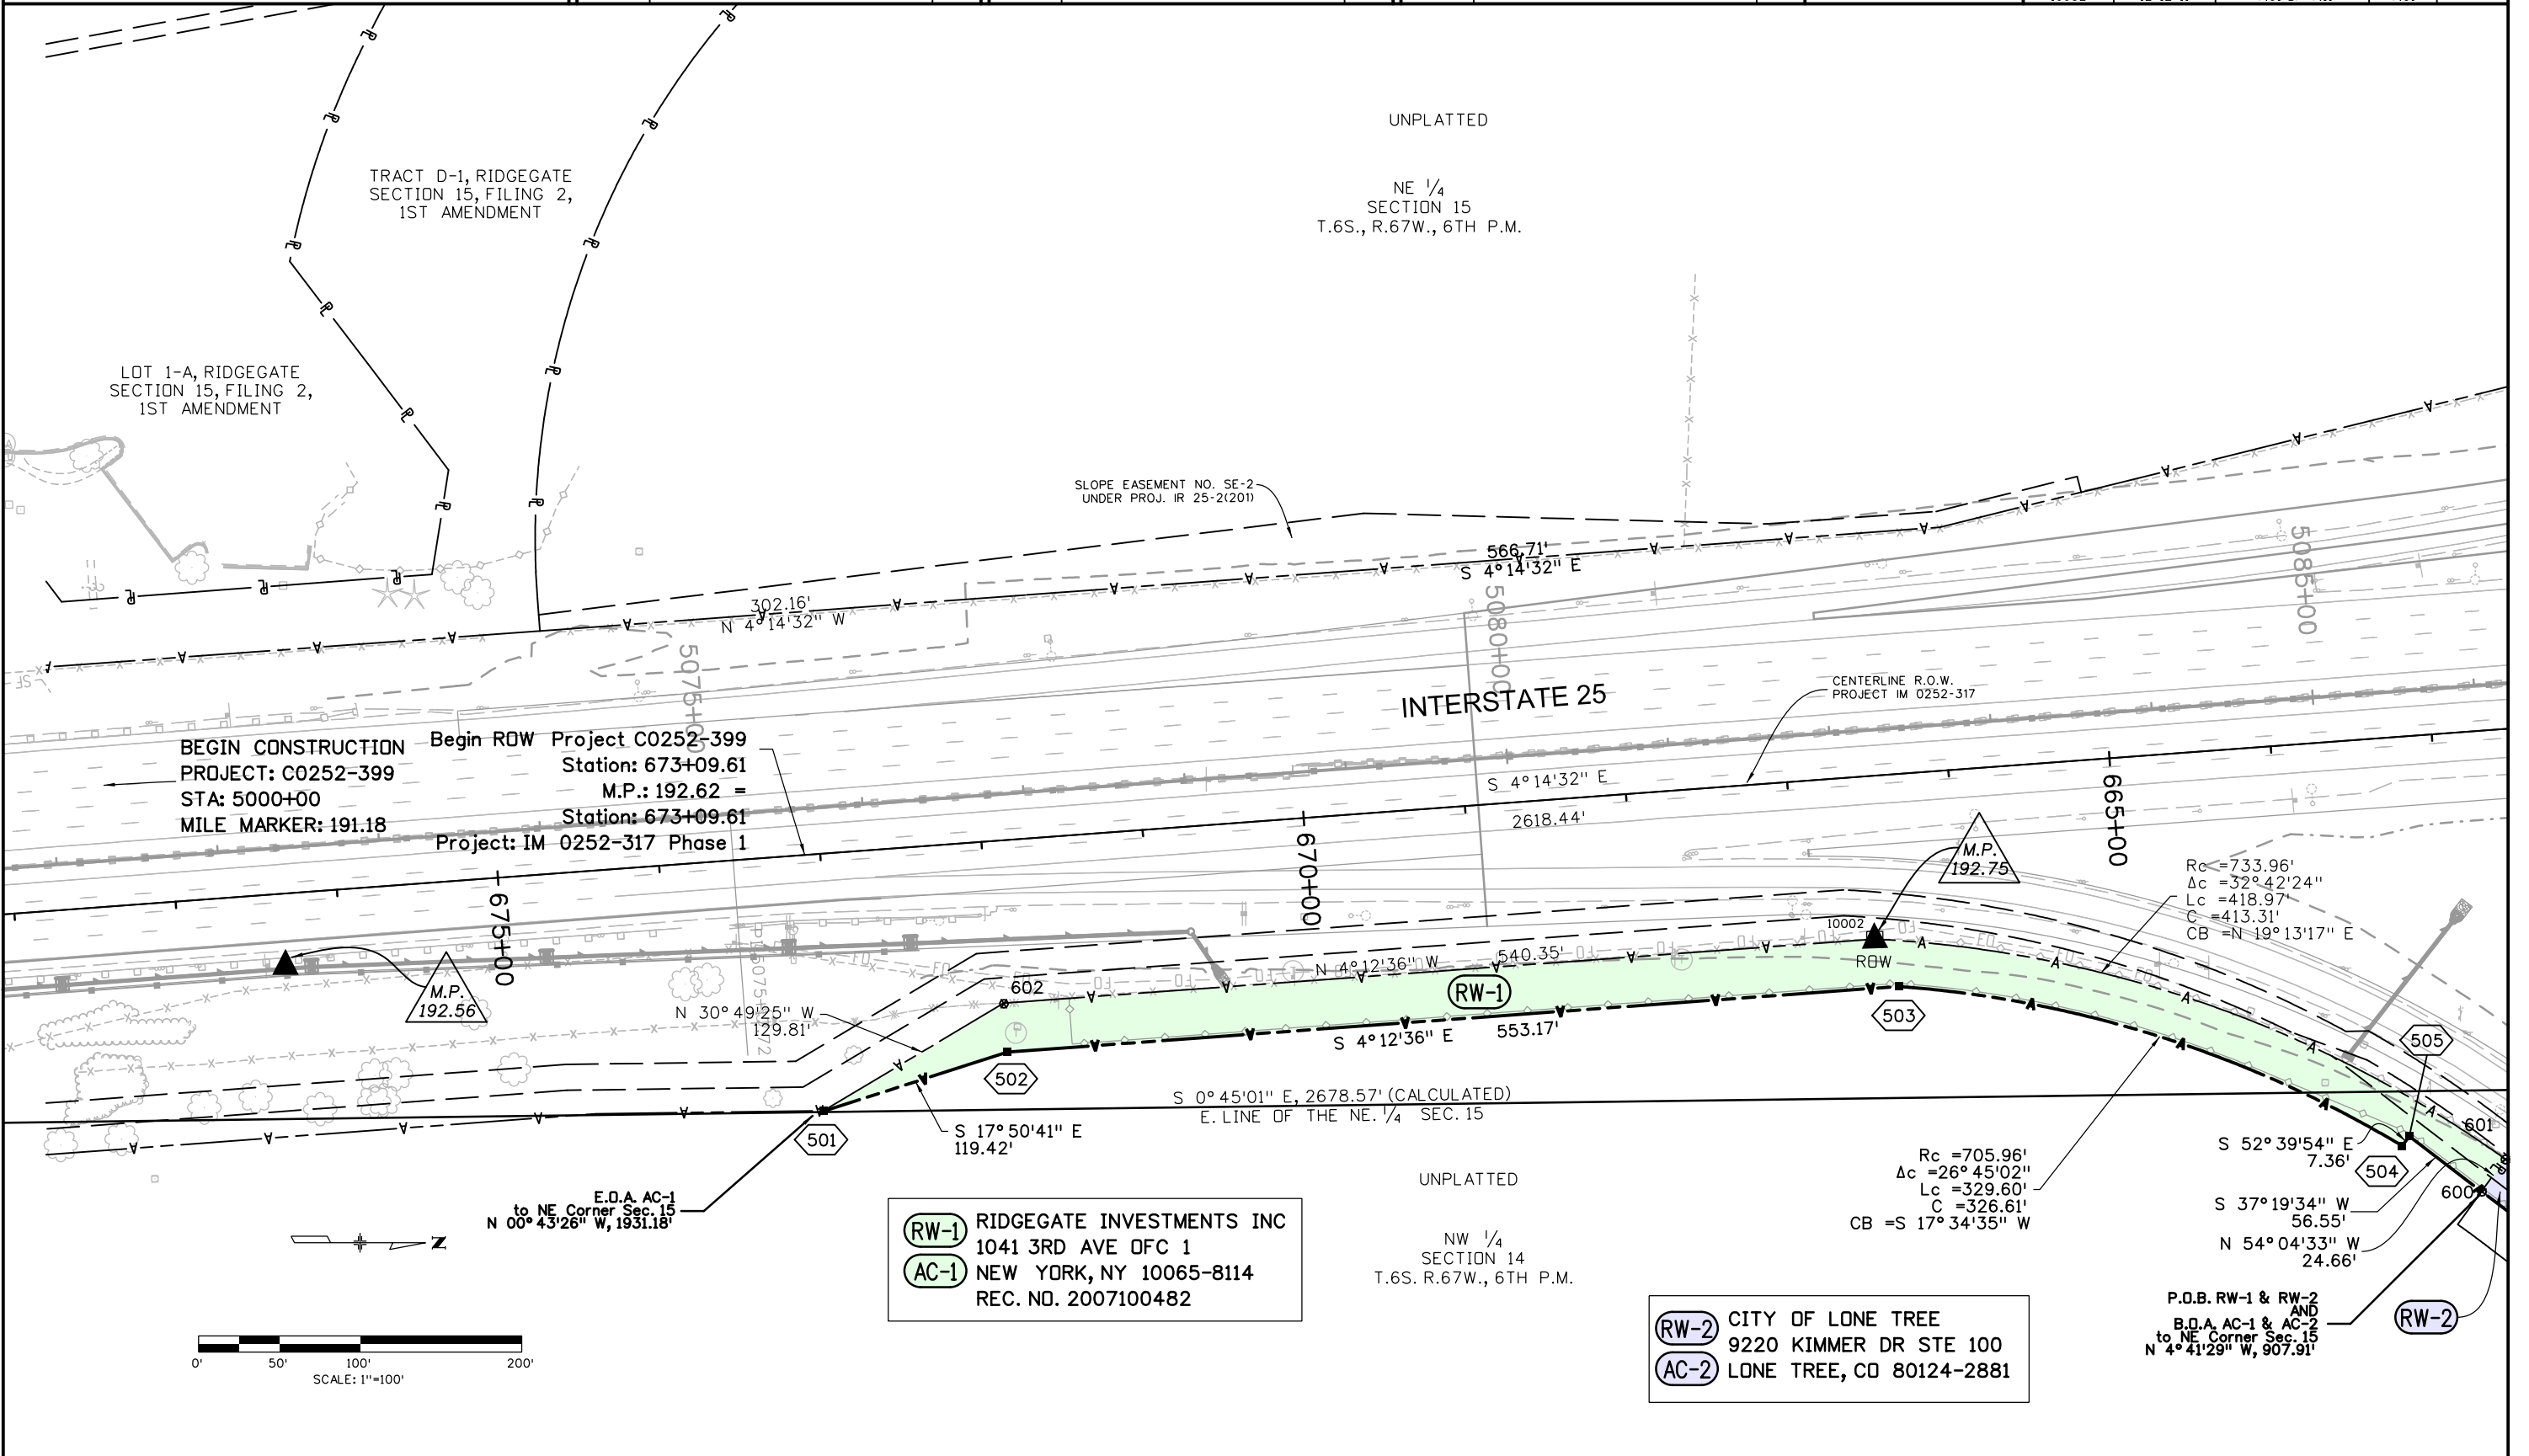 UNPLATTED
NE 1/4
SECTION 15
T.6S., R.67W., 6TH P.M.
TRACT D-1, RIDGEGATE
SECTION 15, FILING 2,
1ST AMENDMENT
LOT 1-A, RIDGEGATE
SECTION 15, FILING 2,
1ST AMENDMENT
SLOPE EASEMENT NO. SE-2
UNDER PROJ. IR 25-2(201)
566.71'
S 4°14'32" E
302.16'
N 4°14'32" W
5075+00
5080+00
5085+00
INTERSTATE 25
CENTERLINE R.O.W.
PROJECT IM 0252-317
BEGIN CONSTRUCTION
PROJECT: C0252-399
STA: 5000+00
MILE MARKER: 191.18
Begin ROW Project C0252-399
Station: 673+09.61
M.P.: 192.62 =
Station: 673+09.61
Project: IM 0252-317 Phase 1
S 4°14'32" E
2618.44'
675+00
670+00
665+00
M.P.
192.56
M.P.
192.75
10002
ROW
Rc =733.96'
Δc =32°42'24"
Lc =418.97'
C =413.31'
CB =N 19°13'17" E
N 4°12'36" W
540.35'
RW-1
602
N 30°49'25" W
129.81'
S 4°12'36" E
553.17'
501
502
503
504
505
601
600
S 0°45'01" E, 2678.57' (CALCULATED)
E. LINE OF THE NE. 1/4 SEC. 15
S 17°50'41" E
119.42'
E.O.A. AC-1
to NE Corner Sec. 15
N 00°43'26" W, 1931.18'
N
UNPLATTED
NW 1/4
SECTION 14
T.6S. R.67W., 6TH P.M.
Rc =705.96'
Δc =26°45'02"
Lc =329.60'
C =326.61'
CB =S 17°34'35" W
S 52°39'54" E
7.36'
S 37°19'34" W
56.55'
N 54°04'33" W
24.66'
P.O.B. RW-1 & RW-2
AND
B.O.A. AC-1 & AC-2
to NE Corner Sec. 15
N 4°41'29" W, 907.91'
RW-2
RW-1 RIDGEGATE INVESTMENTS INC
1041 3RD AVE OFC 1
AC-1 NEW YORK, NY 10065-8114
REC. NO. 2007100482
RW-2 CITY OF LONE TREE
9220 KIMMER DR STE 100
AC-2 LONE TREE, CO 80124-2881
0' 50' 100' 200'
SCALE: 1"=100'